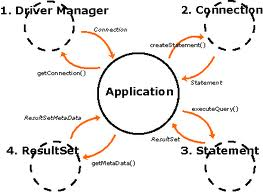 1. Driver Manager
2. Connection
Connection
createStatement()
getConnection()
Statement
Application
ResultSetMetaData
executeQuery()
ResultSet
4. ResultSet
getMetaData()
3. Statement